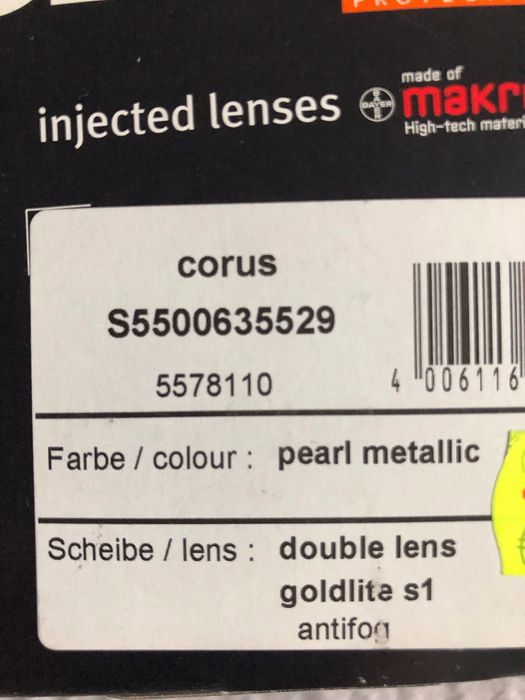 injected lenses
BAYER
made of
High-tech
corus
S5500635529
5578110
4 006116
Farbe / colour : pearl metallic
Scheibe / lens : double lens
goldlite s1
antifog